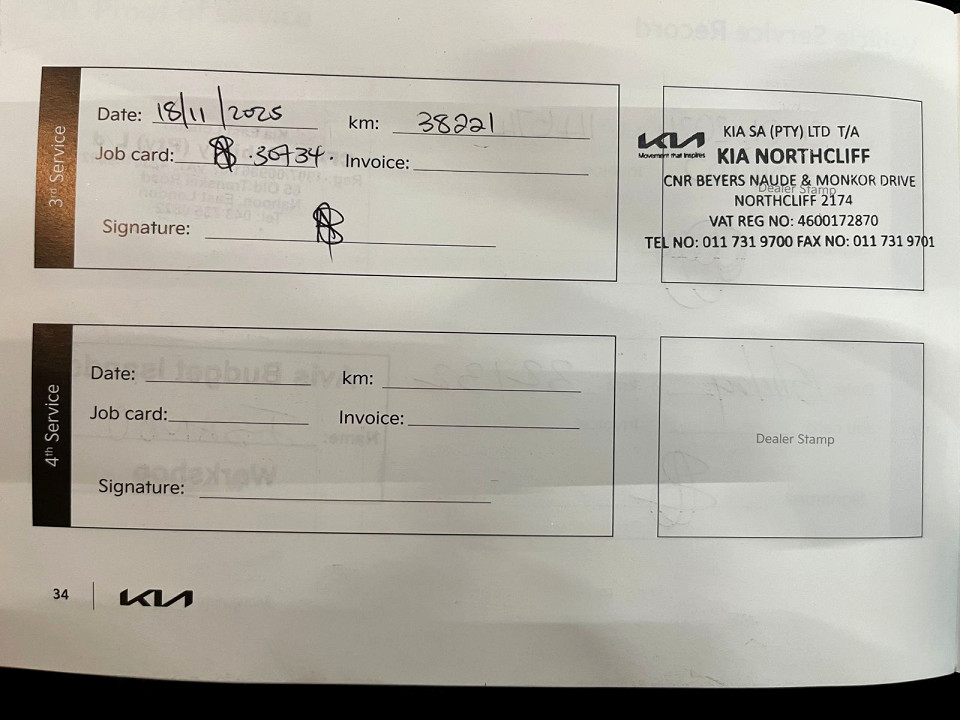 3rd Service
Date: 18/11/2025 km: 38221
Job card: Invoice:
Signature:
KIA
Movement that inspires
KIA SA (PTY) LTD T/A
KIA NORTHCLIFF
CNR BEYERS NAUDE & MONKOR DRIVE
Dealer Stamp
NORTHCLIFF 2174
VAT REG NO: 4600172870
TEL NO: 011 731 9700 FAX NO: 011 731 9701
4th Service
Date: km:
Job card: Invoice:
Signature:
Dealer Stamp
34
KIA